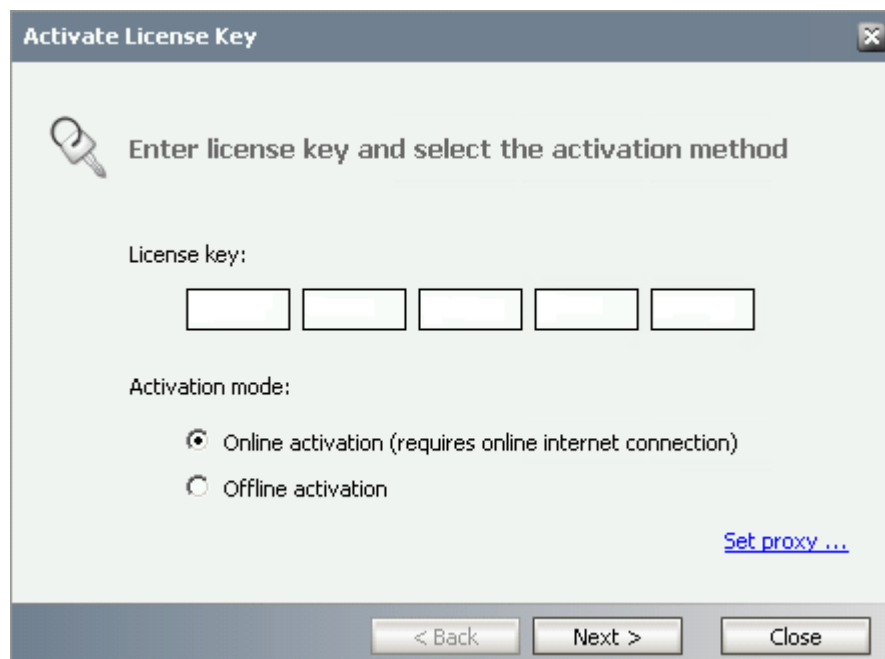 Activate License Key
Enter license key and select the activation method
License key:
Activation mode:
Online activation (requires online internet connection)
Offline activation
Set proxy ...
< Back Next > Close